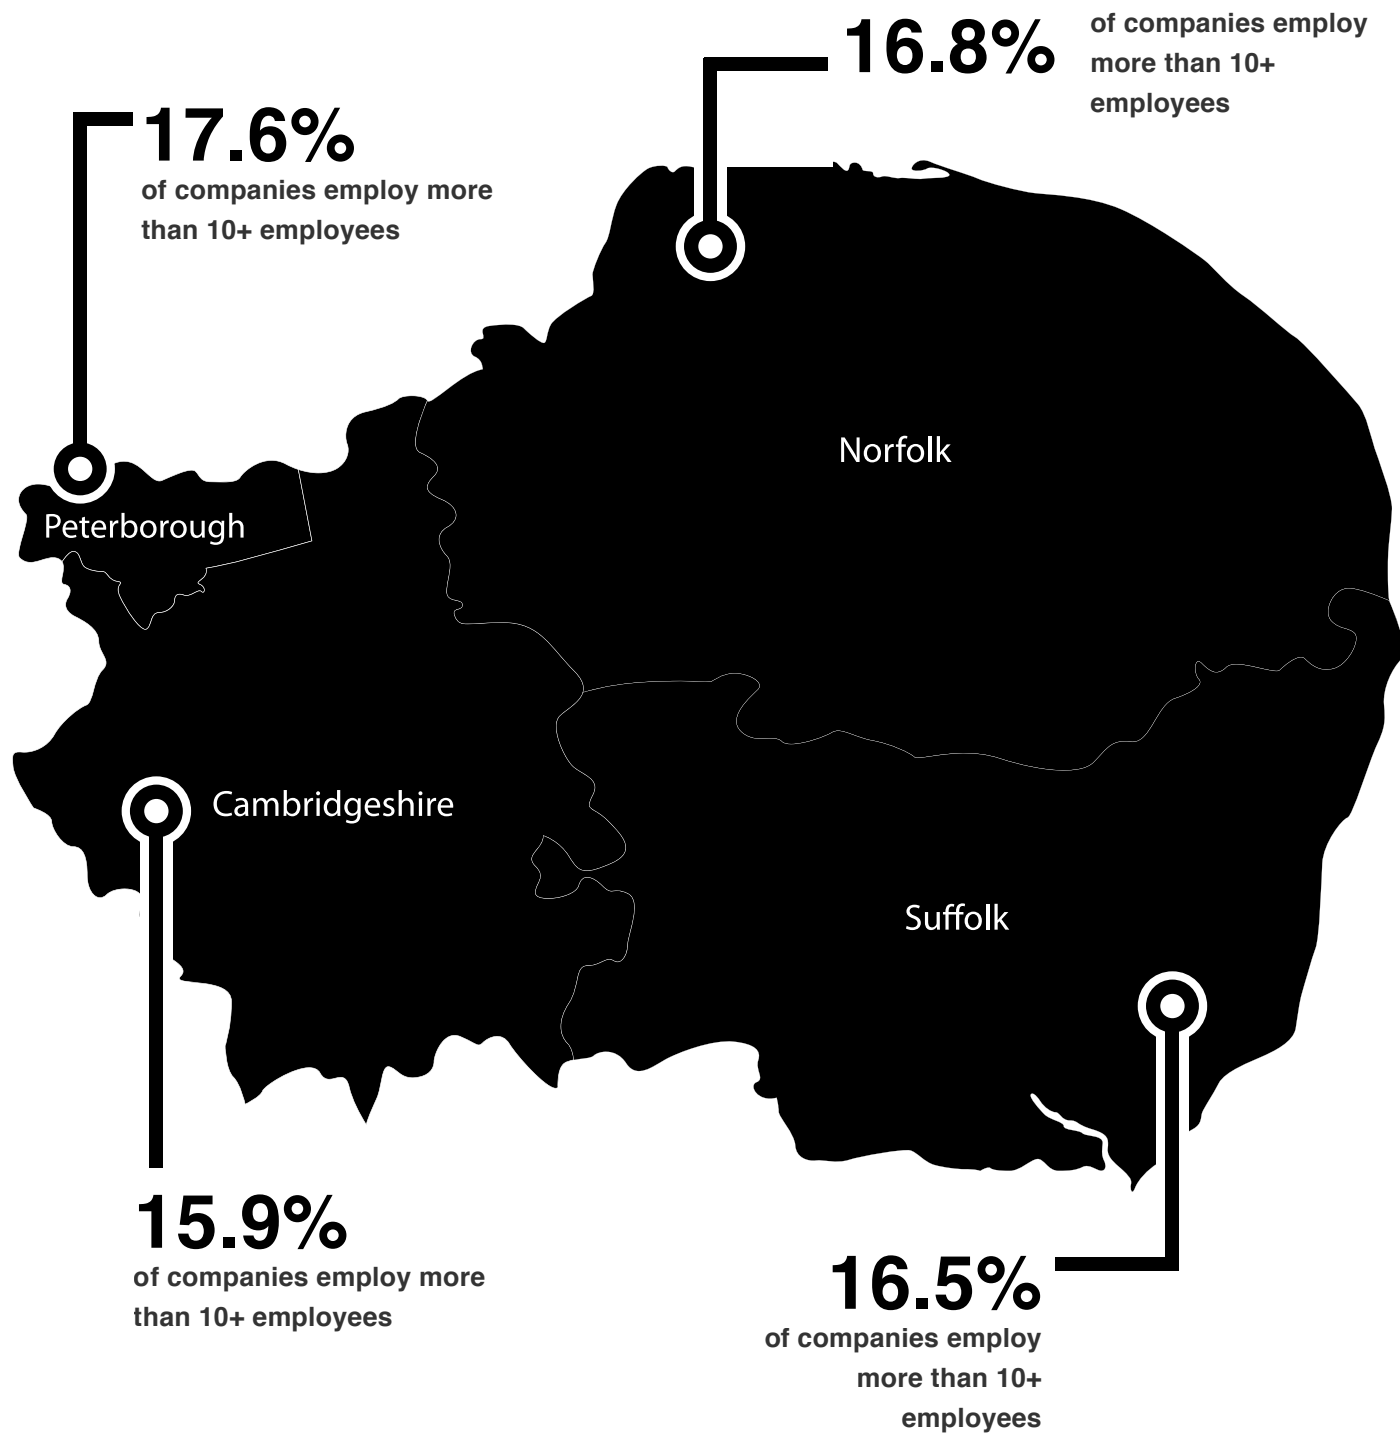 16.8%
of companies employ
more than 10+
employees
17.6%
of companies employ more
than 10+ employees
Norfolk
Peterborough
Cambridgeshire
Suffolk
15.9%
of companies employ more
than 10+ employees
16.5%
of companies employ
more than 10+
employees